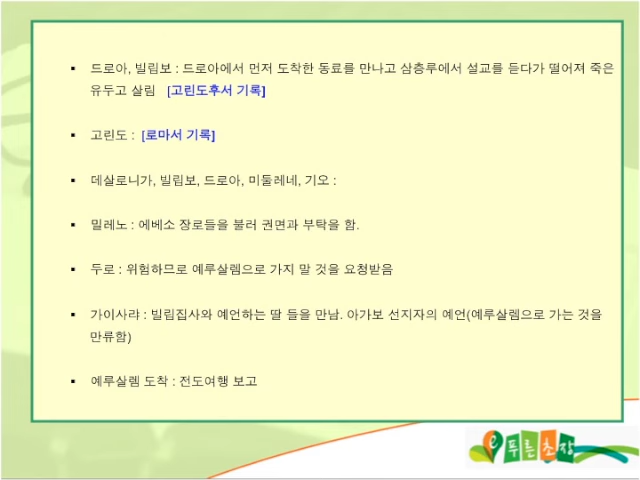 ▪ 드로아, 빌립보 : 드로아에서 먼저 도착한 동료를 만나고 삼층루에서 설교를 듣다가 떨어져 죽은
유두고 살림 [고린도후서 기록]
▪ 고린도 : [로마서 기록]
▪ 데살로니가, 빌립보, 드로아, 미둘레네, 기오 :
▪ 밀레노 : 에베소 장로들을 불러 권면과 부탁을 함.
▪ 두로 : 위험하므로 예루살렘으로 가지 말 것을 요청받음
▪ 가이사랴 : 빌립집사와 예언하는 딸 들을 만남. 아가보 선지자의 예언(예루살렘으로 가는 것을
만류함)
▪ 예루살렘 도착 : 전도여행 보고
e푸른초장